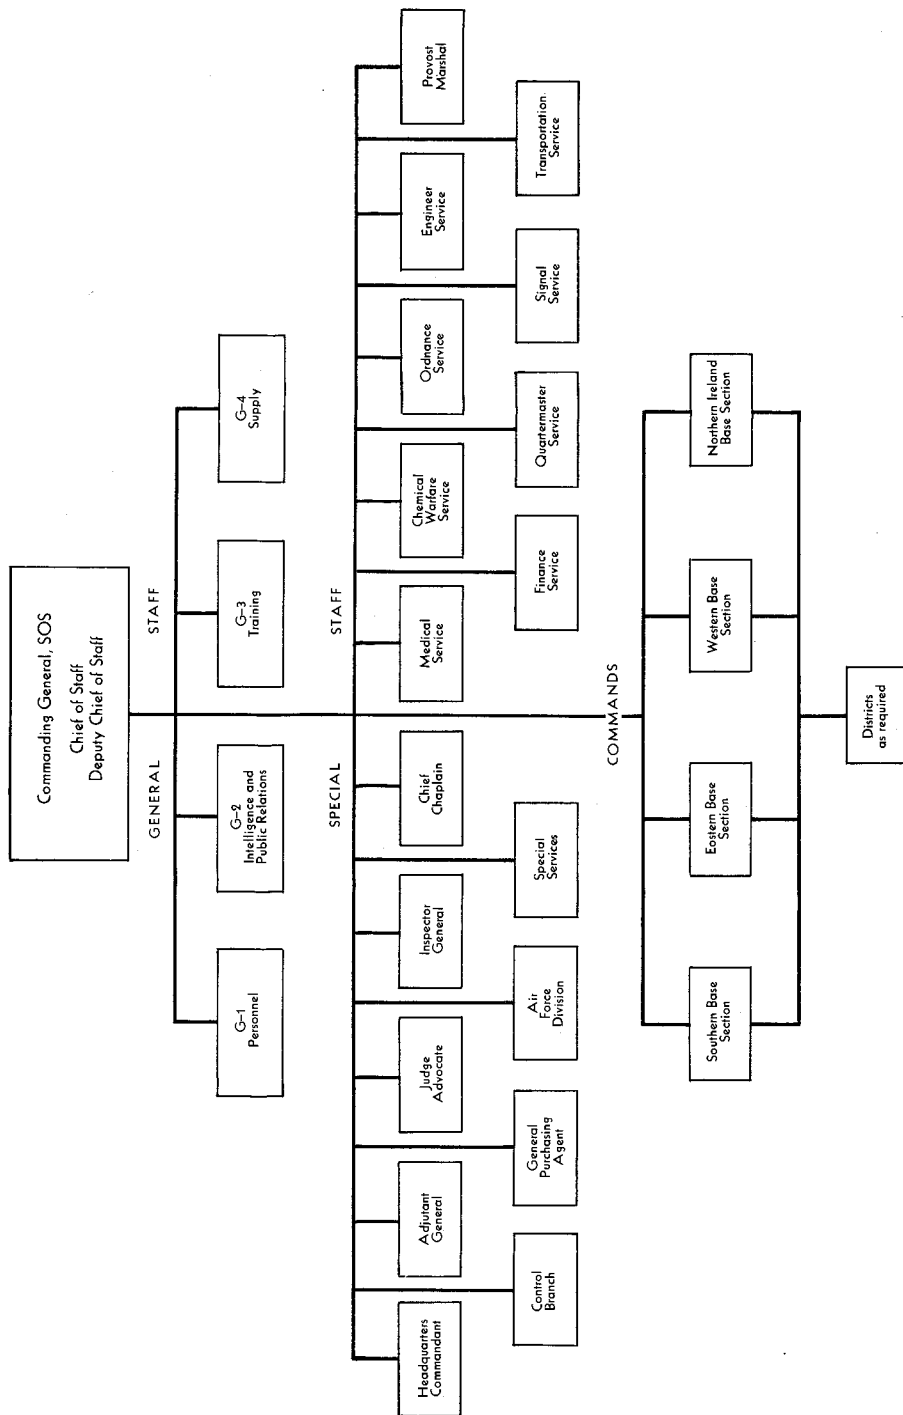 Commanding General, SOS
Chief of Staff
Deputy Chief of Staff
GENERAL STAFF
G-1
Personnel
G-2
Intelligence and
Public Relations
G-3
Training
G-4
Supply
SPECIAL STAFF
Headquarters
Commandant
Adjutant
General
Judge
Advocate
Inspector
General
Chief
Chaplain
Medical
Service
Chemical
Warfare
Service
Ordnance
Service
Engineer
Service
Provost
Marshal
Control
Branch
General
Purchasing
Agent
Air
Force
Division
Special
Services
Finance
Service
Quartermaster
Service
Signal
Service
Transportation
Service
COMMANDS
Southern Base
Section
Eostern Base
Section
Western Base
Section
Northern Ireland
Base Section
Districts
as required